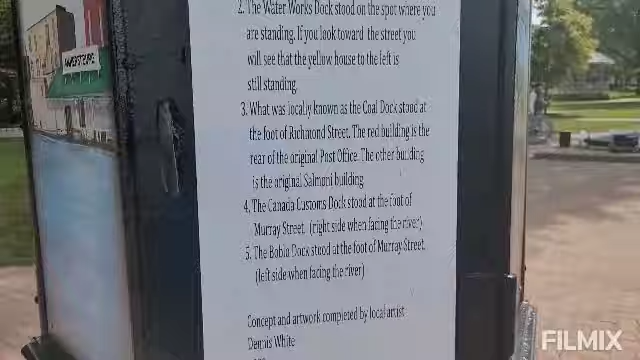 2. The Water Works Dock stood on the spot where you
are standing. If you look toward the street you
will see that the yellow house to the left is
still standing.
3. What was locally known as the Coal Dock stood at
the foot of Richmond Street. The red building is the
rear of the original Post Office. The other building
is the original Salmoni building
4. The Canada Customs Dock stood at the foot of
Murray Street. (right side when facing the river)
5. The Boblo Dock stood at the foot of Murray Street.
(left side when facing the river)
Concept and artwork completed by local artist
Dennis White
FILMIX